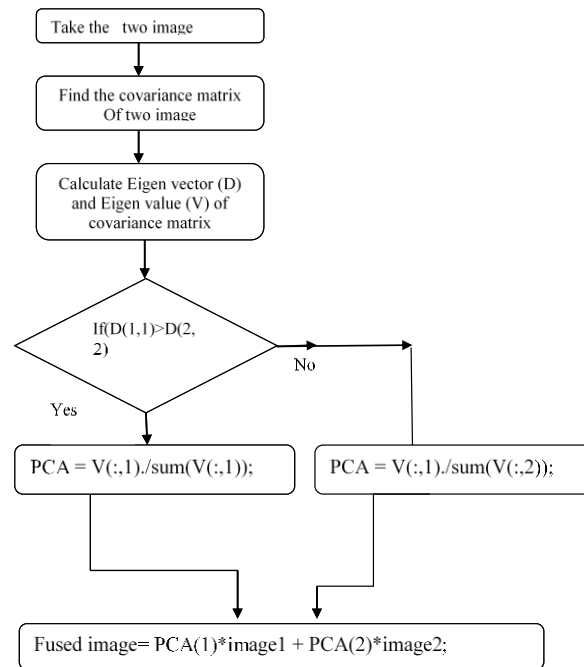 Take the two image
Find the covariance matrix
Of two image
Calculate Eigen vector (D)
and Eigen value (V) of
covariance matrix
If(D(1,1)>D(2,
2)
No
Yes
PCA = V(:,1)./sum(V(:,1));
PCA = V(:,1)./sum(V(:,2));
Fused image= PCA(1)*image1 + PCA(2)*image2;